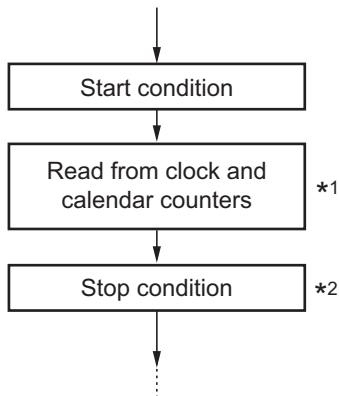 Start condition
Read from clock and
calendar counters
*1
Stop condition
*2